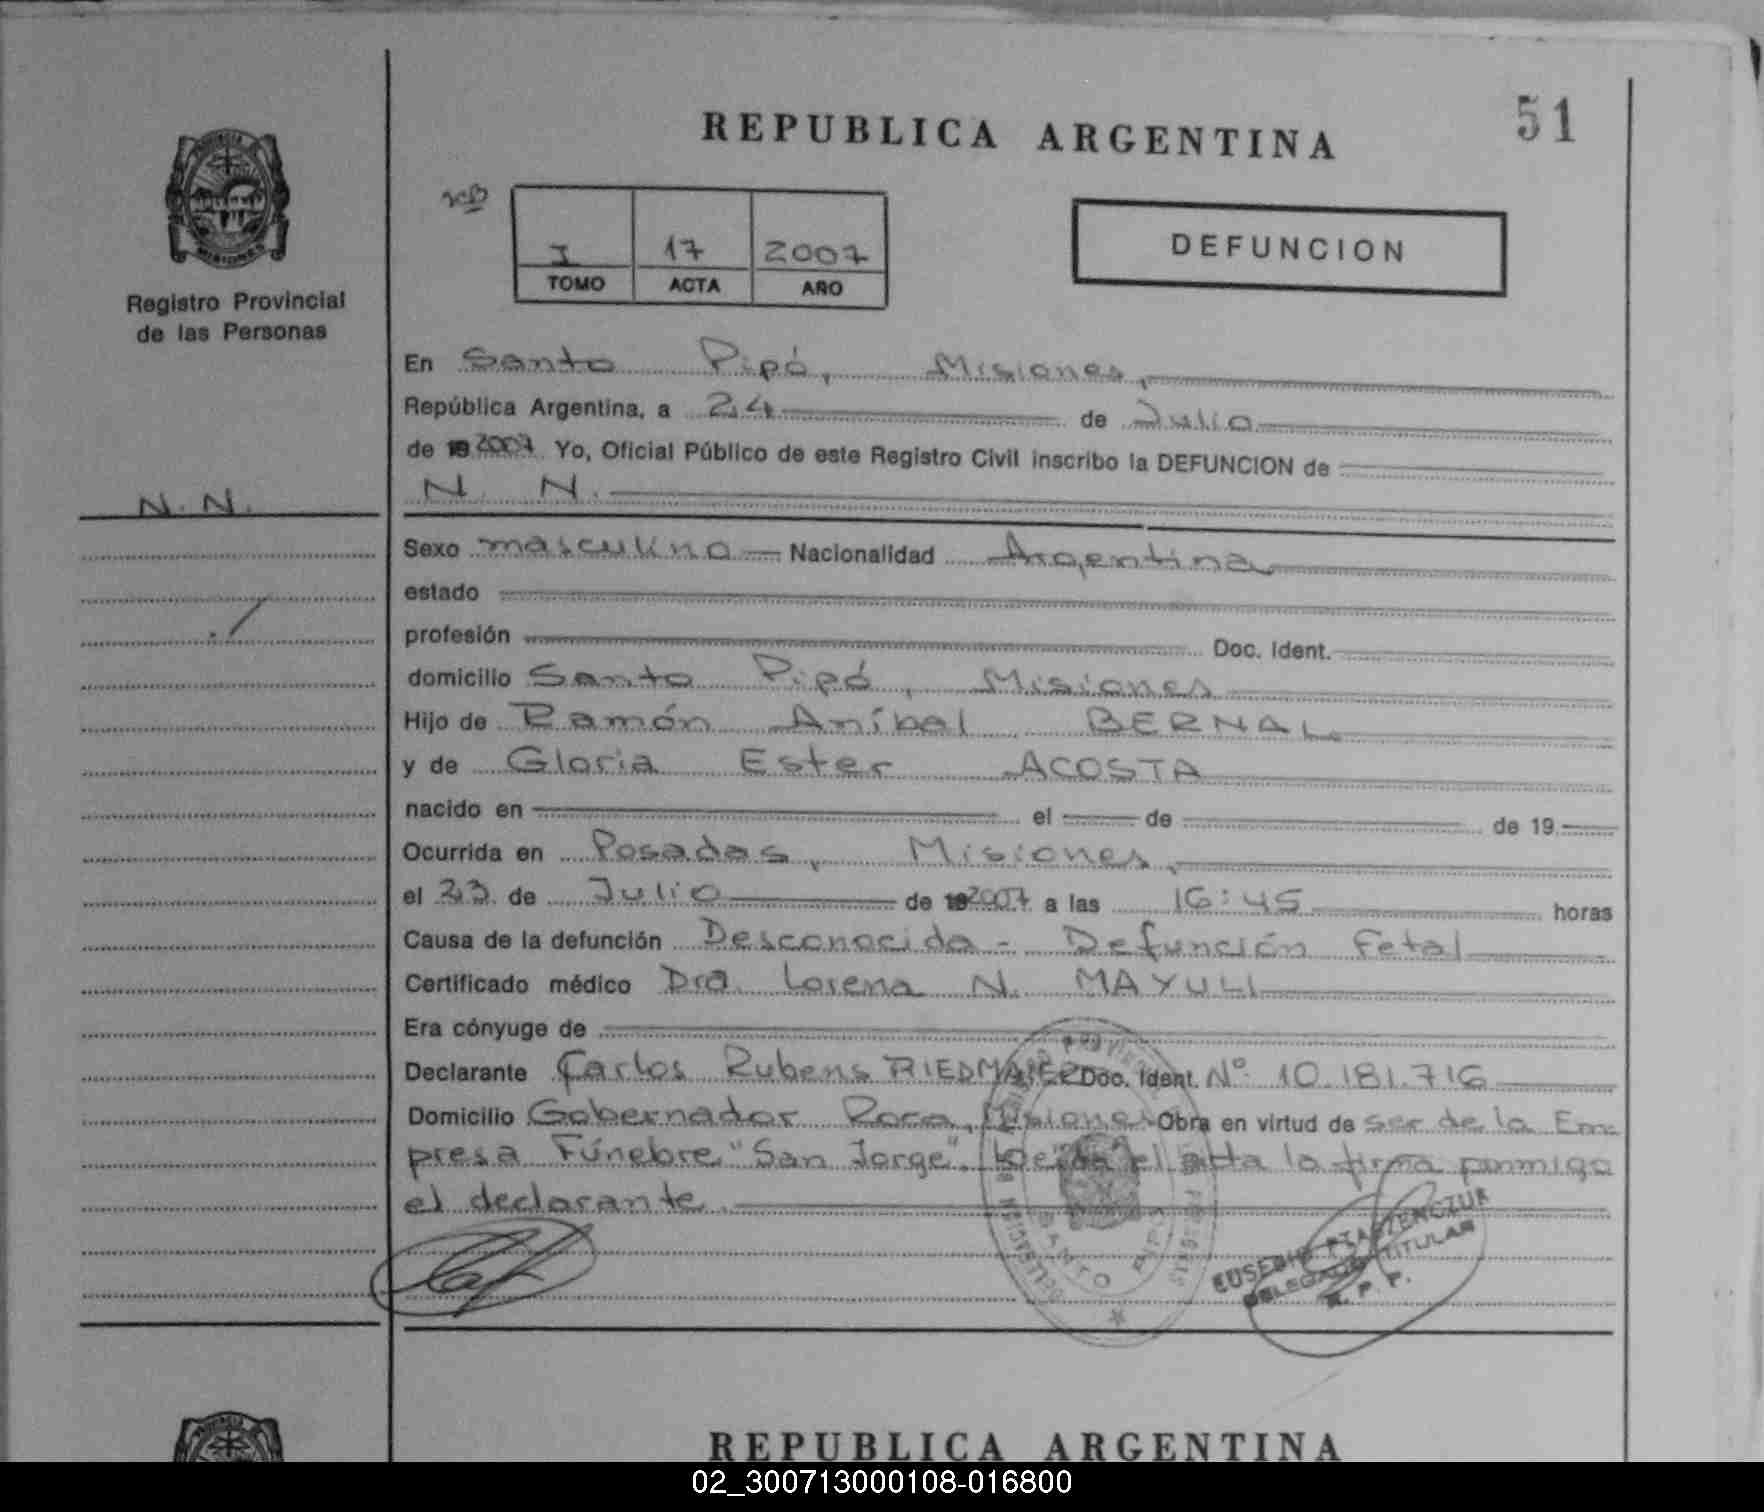 51
REPUBLICA ARGENTINA
I 17 2007
TOMO ACTA AÑO
DEFUNCION
Registro Provincial
de las Personas
En Santo Pipó, Misiones,
República Argentina, a 24 de Julio
de 19 2007 Yo, Oficial Público de este Registro Civil inscribo la DEFUNCION de
N. N.
N. N.
Sexo masculino Nacionalidad Argentina
estado
profesión Doc. Ident.
domicilio Santo Pipó, Misiones
Hijo de Ramón Aníbal BERNAL
y de Gloria Ester ACOSTA
nacido en el de de 19
Ocurrida en Posadas, Misiones,
el 23 de Julio de 19 2007 a las 16:45 horas
Causa de la defunción Desconocida - Defunción Fetal
Certificado médico Dra. Lorena N. MAYULI
Era cónyuge de
Declarante Carlos Rubens RIEDMAIER Doc. Ident. Nº 10.181.716
Domicilio Gobernador Roca, Misiones Obra en virtud de ser de la Em-
presa Fúnebre "San Jorge". Leída el acta la firma conmigo
el declarante.
EUSEBIO
DELEGADO TITULAR
R. P. P.
REPUBLICA ARGENTINA
02_300713000108-016800